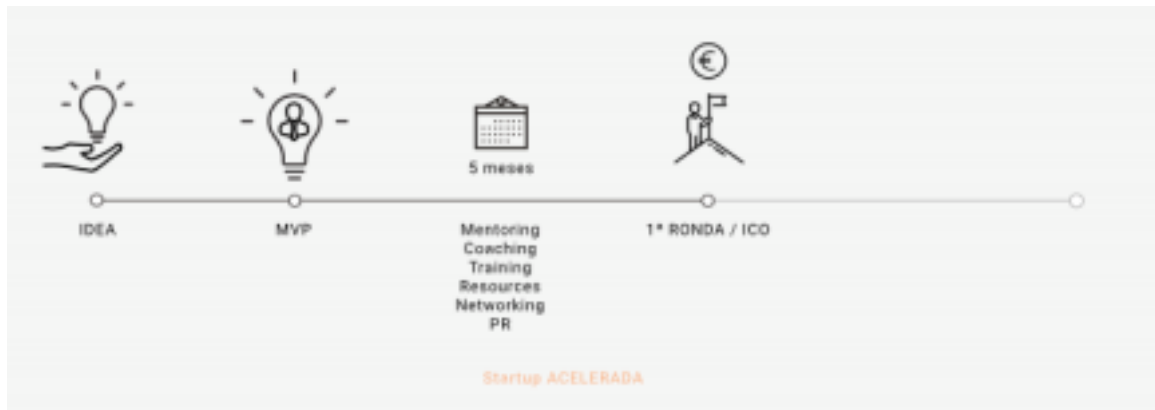 5 meses
IDEA
MVP
Mentoring
Coaching
Training
Resources
Networking
PR
1ª RONDA / ICO
Startup ACELERADA